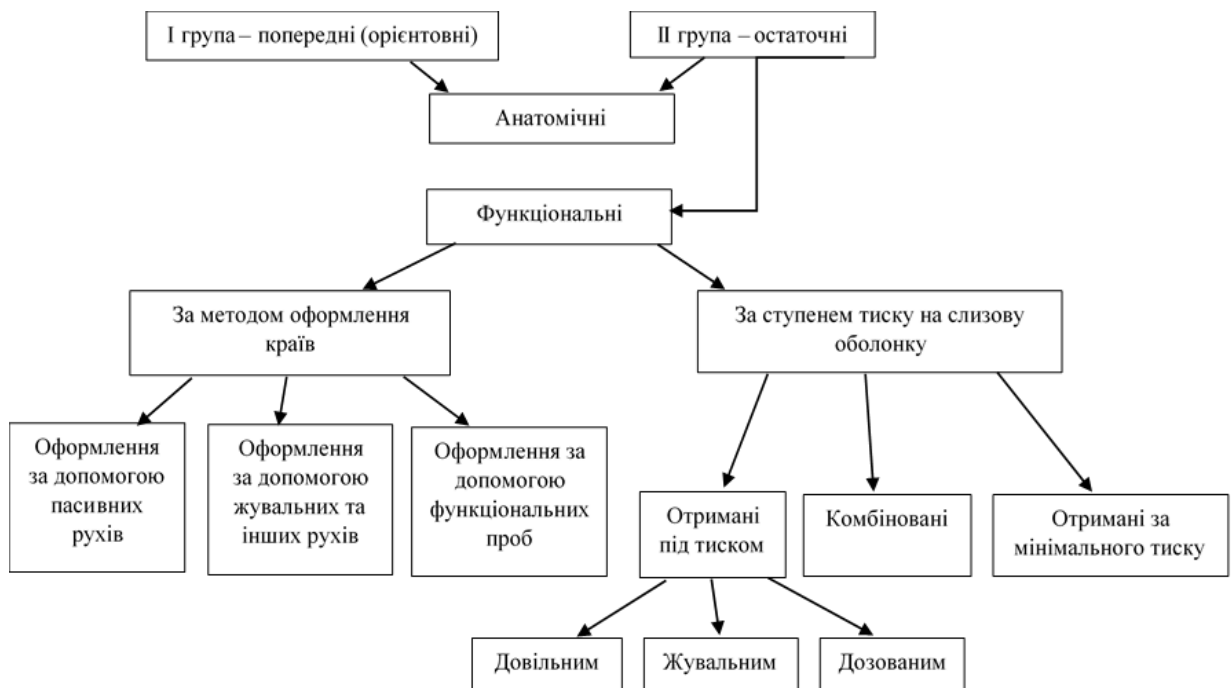 I група – попередні (орієнтовні)
II група – остаточні
Анатомічні
Функціональні
За методом оформлення
країв
За ступенем тиску на слизову
оболонку
Оформлення
за допомогою
пасивних
рухів
Оформлення
за допомогою
жувальних та
інших рухів
Оформлення за
допомогою
функціональних
проб
Отримані
під тиском
Комбіновані
Отримані за
мінімального тиску
Довільним
Жувальним
Дозованим